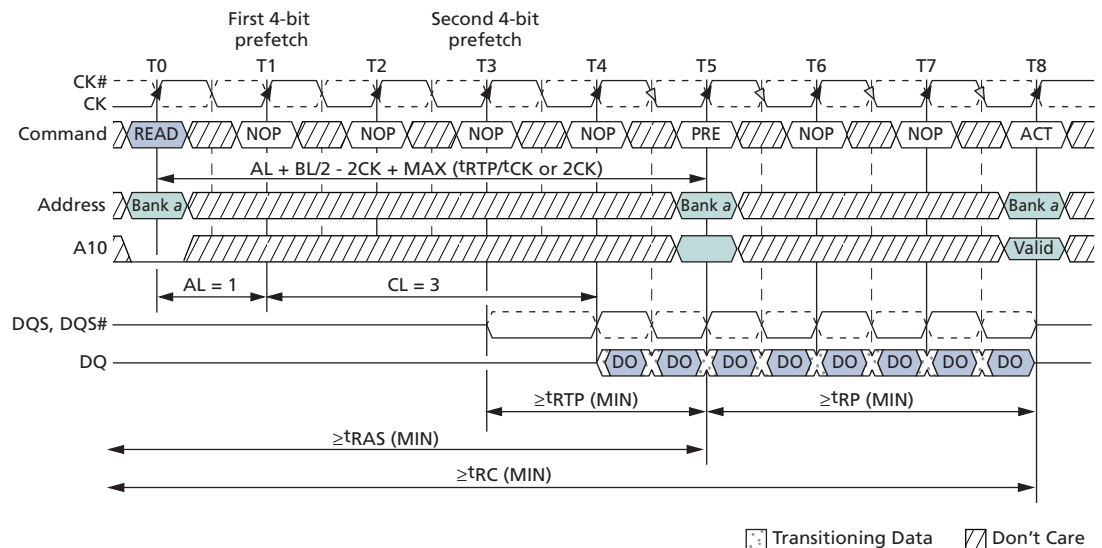 First 4-bit prefetch
Second 4-bit prefetch
T0 T1 T2 T3 T4 T5 T6 T7 T8
CK#
CK
Command READ NOP NOP NOP NOP PRE NOP NOP ACT
AL + BL/2 - 2CK + MAX (tRTP/tCK or 2CK)
Address Bank a Bank a Bank a
A10 Valid
AL = 1 CL = 3
DQS, DQS#
DQ DO DO DO DO DO DO DO DO
≥tRTP (MIN) ≥tRP (MIN)
≥tRAS (MIN)
≥tRC (MIN)
Transitioning Data Don't Care